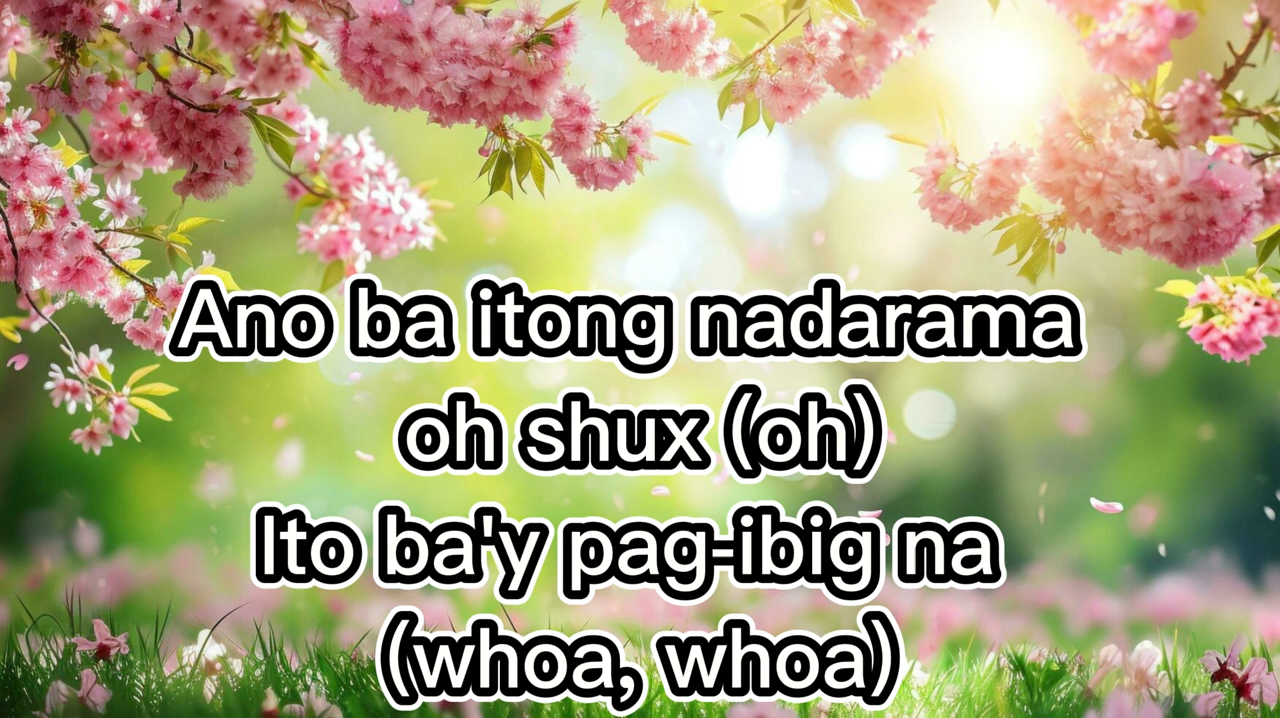 Ano ba itong nadarama
oh shux (oh)
Ito ba'y pag-ibig na
(whoa, whoa)